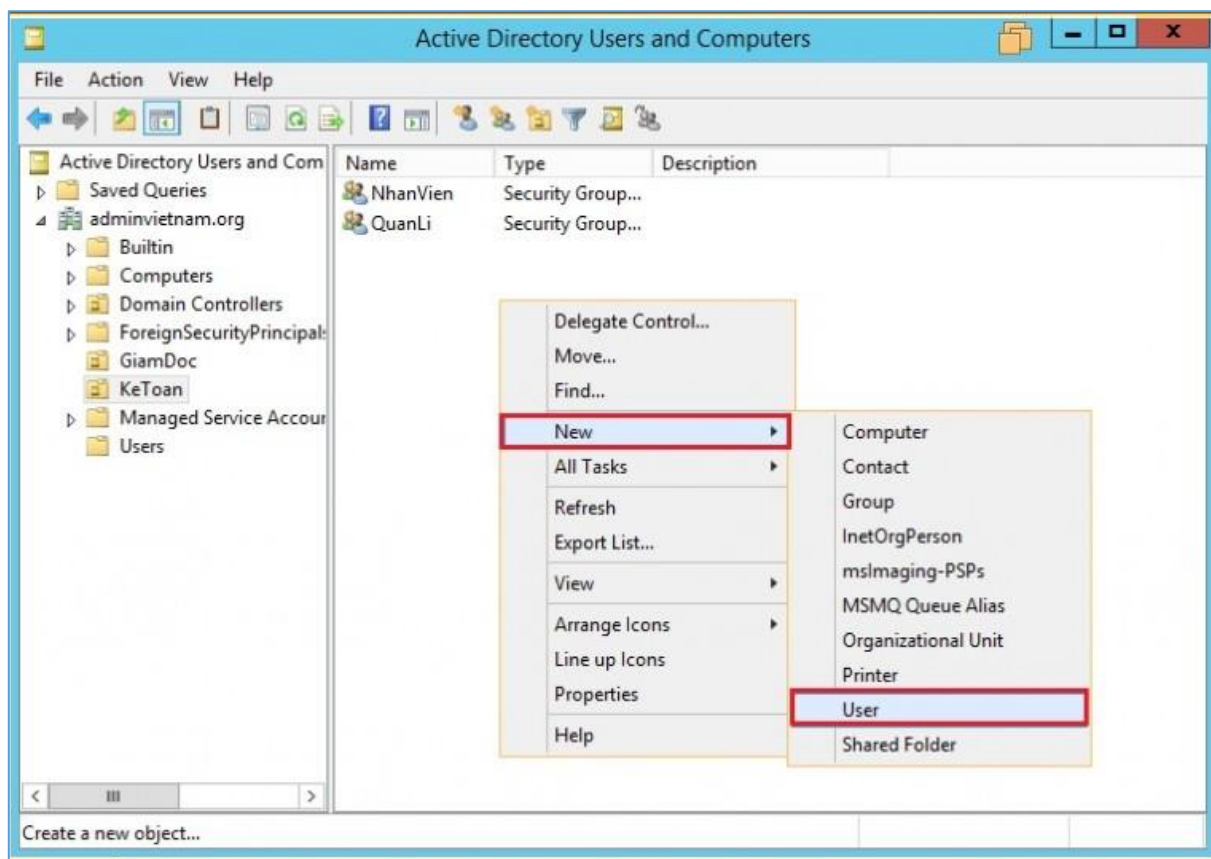 Active Directory Users and Computers
File Action View Help
Active Directory Users and Com
Saved Queries
adminvietnam.org
Builtin
Computers
Domain Controllers
ForeignSecurityPrincipals
GiamDoc
KeToan
Managed Service Accour
Users
Name Type Description
NhanVien Security Group...
QuanLi Security Group...
Delegate Control...
Move...
Find...
New
All Tasks
Refresh
Export List...
View
Arrange Icons
Line up Icons
Properties
Help
Computer
Contact
Group
InetOrgPerson
msImaging-PSPs
MSMQ Queue Alias
Organizational Unit
Printer
User
Shared Folder
Create a new object...